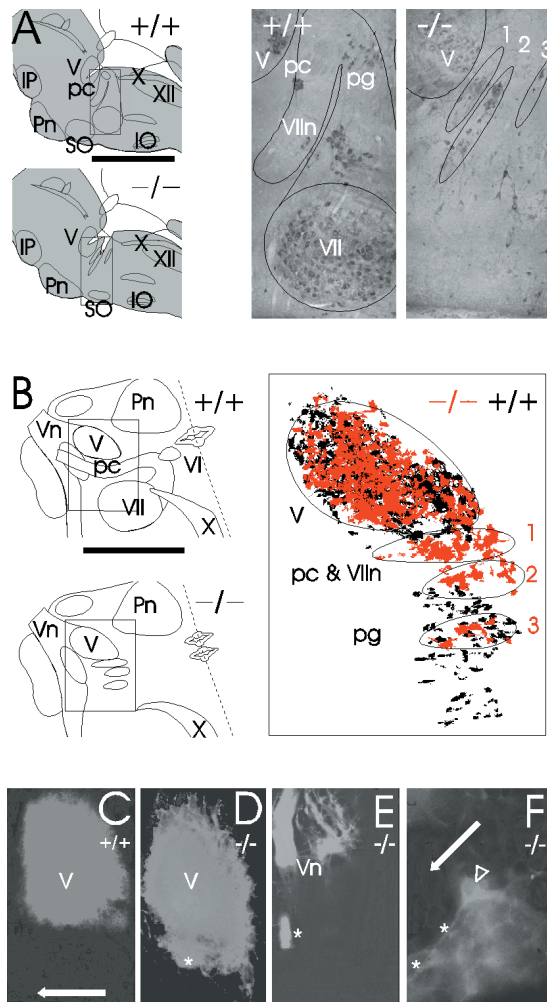 A
+/+
IP
V
pc
X
XII
Pn
SO
IO
−/−
IP
V
X
XII
Pn
SO
IO
+/+
V
pc
pg
VIIn
VII
-/-
V
1
2
3
B
+/+
Pn
Vn
V
pc
VI
VII
X
−/−
Pn
Vn
V
X
−/− +/+
V
1
pc & VIIn
2
pg
3
C
+/+
V
D
-/-
V
*
E
-/-
Vn
*
F
-/-
*
*